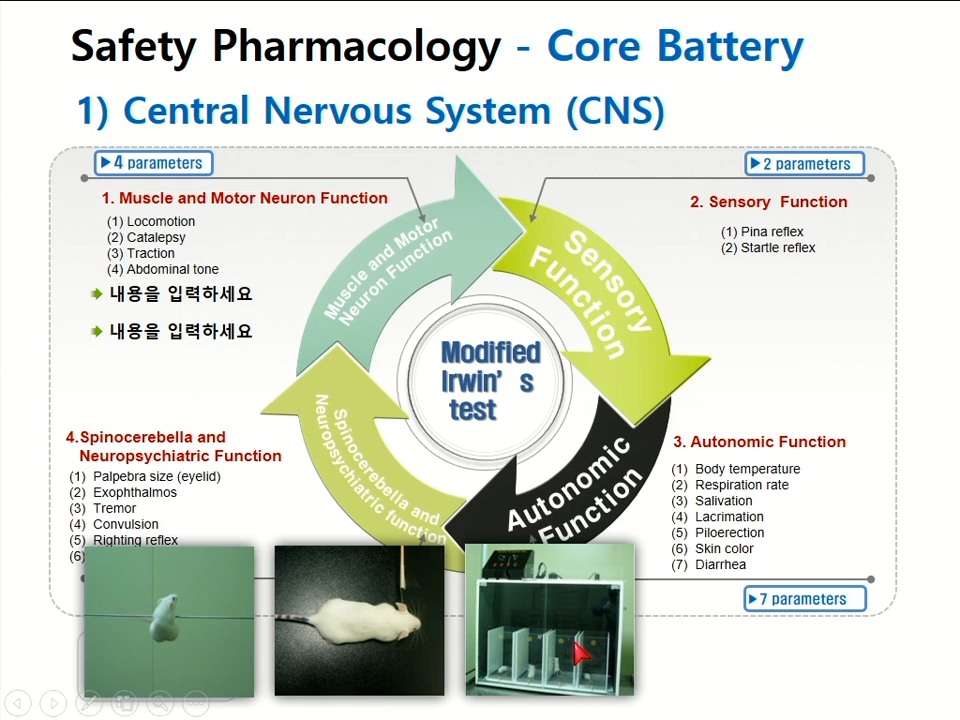 Safety Pharmacology - Core Battery
1) Central Nervous System (CNS)
4 parameters
1. Muscle and Motor Neuron Function
(1) Locomotion
(2) Catalepsy
(3) Traction
(4) Abdominal tone
내용을 입력하세요
내용을 입력하세요
2 parameters
2. Sensory Function
(1) Pina reflex
(2) Startle reflex
Muscle and Motor
Neuron Function
Sensory
Function
Modified
Irwin' s
test
Autonomic
Function
Spinocerebella and
Neuropsychiatric function
4.Spinocerebella and
Neuropsychiatric Function
(1) Palpebra size (eyelid)
(2) Exophthalmos
(3) Tremor
(4) Convulsion
(5) Righting reflex
(6)
3. Autonomic Function
(1) Body temperature
(2) Respiration rate
(3) Salivation
(4) Lacrimation
(5) Piloerection
(6) Skin color
(7) Diarrhea
7 parameters